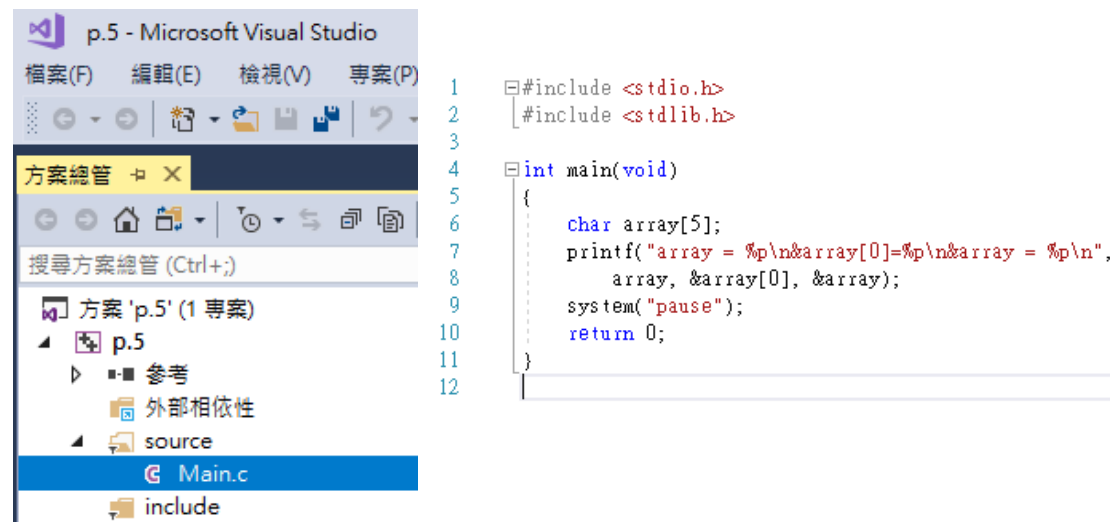 p.5 - Microsoft Visual Studio
檔案(F) 編輯(E) 檢視(V) 專案(P)
方案總管
搜尋方案總管 (Ctrl+;)
方案 'p.5' (1 專案)
p.5
參考
外部相依性
source
Main.c
include
1 #include <stdio.h>
2 #include <stdlib.h>
3
4 int main(void)
5 {
6 char array[5];
7 printf("array = %p\n&array[0]=%p\n&array = %p\n",
8 array, &array[0], &array);
9 system("pause");
10 return 0;
11 }
12